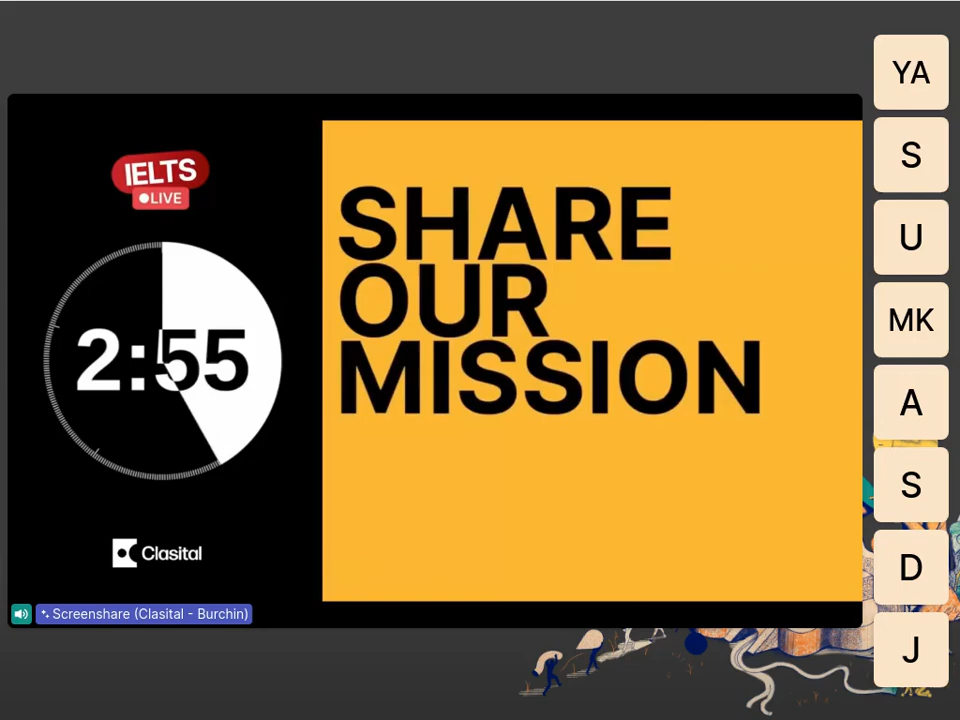 IELTS
LIVE
2:55
Clasital
SHARE
OUR
MISSION
Screenshare (Clasital - Burchin)
YA
S
U
MK
A
S
D
J